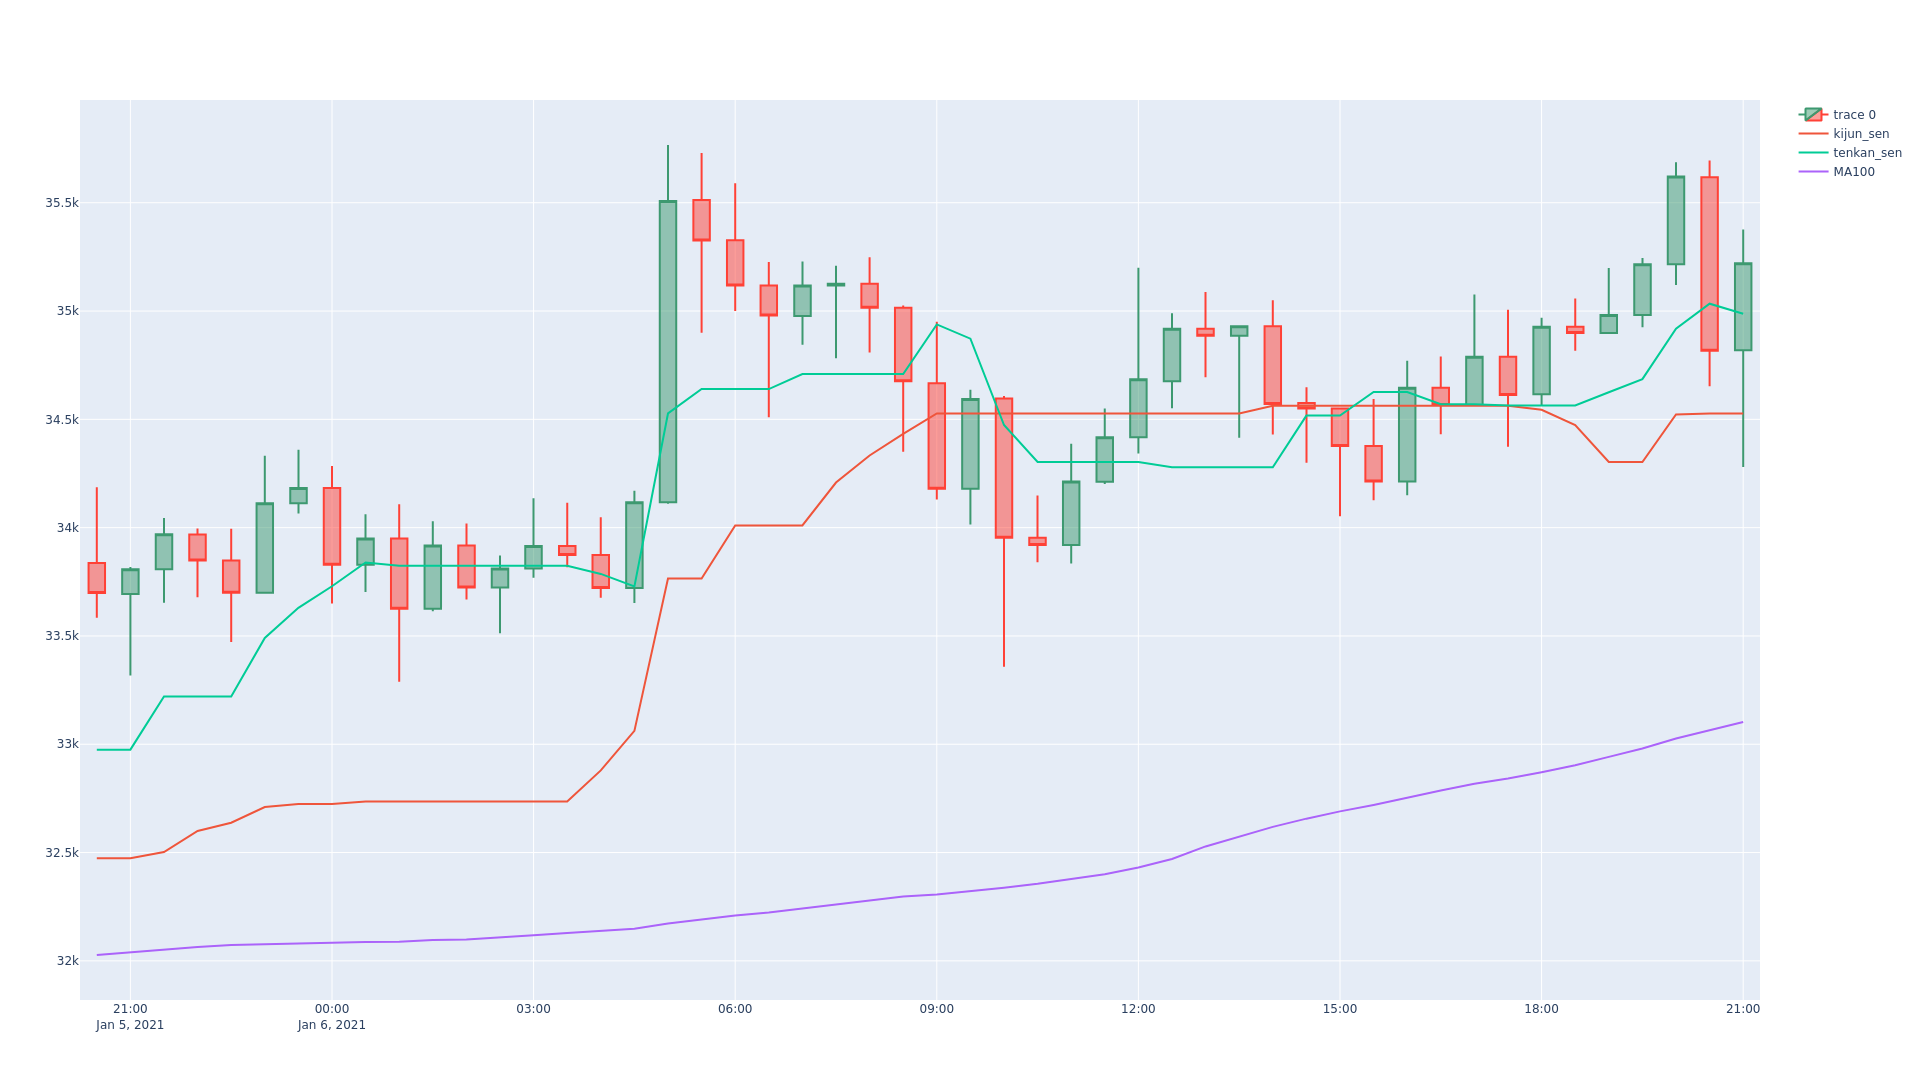 trace 0
kijun_sen
tenkan_sen
MA100
35.5k
35k
34.5k
34k
33.5k
33k
32.5k
32k
21:00 00:00 03:00 06:00 09:00 12:00 15:00 18:00 21:00
Jan 5, 2021 Jan 6, 2021